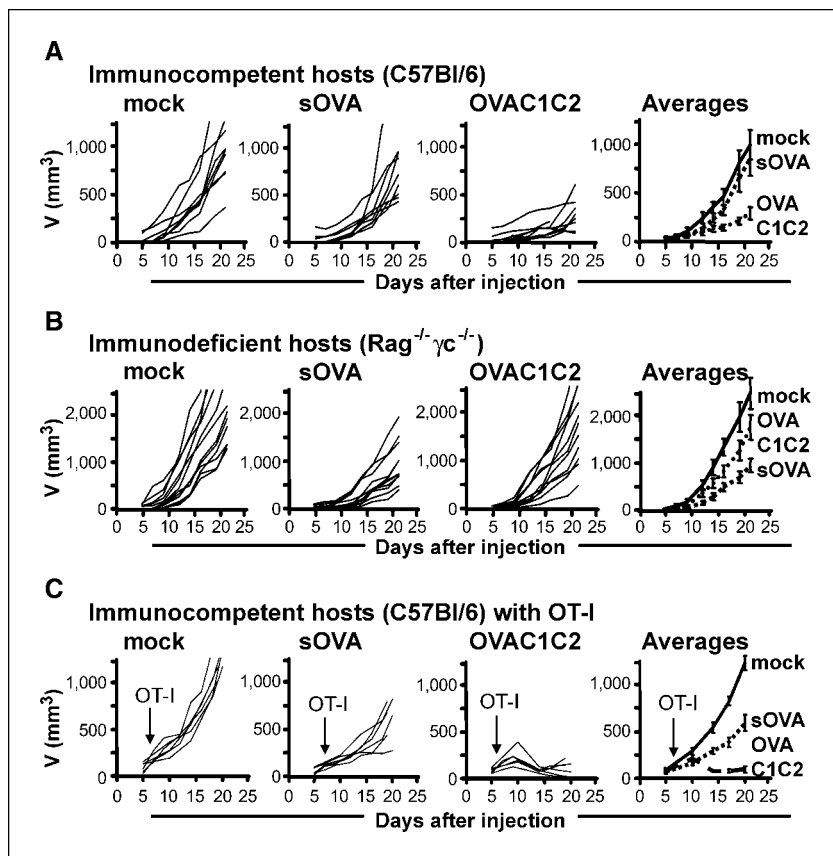 A
Immunocompetent hosts (C57Bl/6)
mock sOVA OVAC1C2 Averages
V (mm³)
1,000 1,000 1,000 1,000
500 500 500 500
0 0 0 0
0 5 10 15 20 25 0 5 10 15 20 25 0 5 10 15 20 25 0 5 10 15 20 25
mock
sOVA
OVA
C1C2
Days after injection
B
Immunodeficient hosts (Rag⁻/⁻ γc⁻/⁻)
mock sOVA OVAC1C2 Averages
V (mm³)
2,000 2,000 2,000 2,000
1,000 1,000 1,000 1,000
0 0 0 0
0 5 10 15 20 25 0 5 10 15 20 25 0 5 10 15 20 25 0 5 10 15 20 25
mock
OVA
C1C2
sOVA
Days after injection
C
Immunocompetent hosts (C57Bl/6) with OT-I
mock sOVA OVAC1C2 Averages
V (mm³)
1,000 1,000 1,000 1,000
500 500 500 500
0 0 0 0
OT-I OT-I OT-I OT-I
0 5 10 15 20 25 0 5 10 15 20 25 0 5 10 15 20 25 0 5 10 15 20 25
mock
sOVA
OVA
C1C2
Days after injection